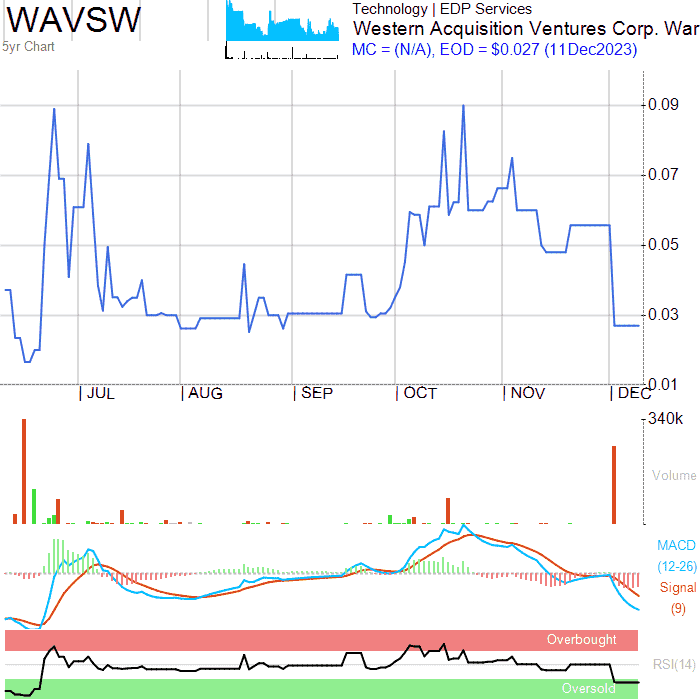 WAVSW
5yr Chart
Technology | EDP Services
Western Acquisition Ventures Corp. War
MC = (N/A), EOD = $0.027 (11Dec2023)
0.09
0.07
0.05
0.03
0.01
JUL
AUG
SEP
OCT
NOV
DEC
340k
Volume
MACD
(12-26)
Signal
(9)
Overbought
RSI(14)
Oversold